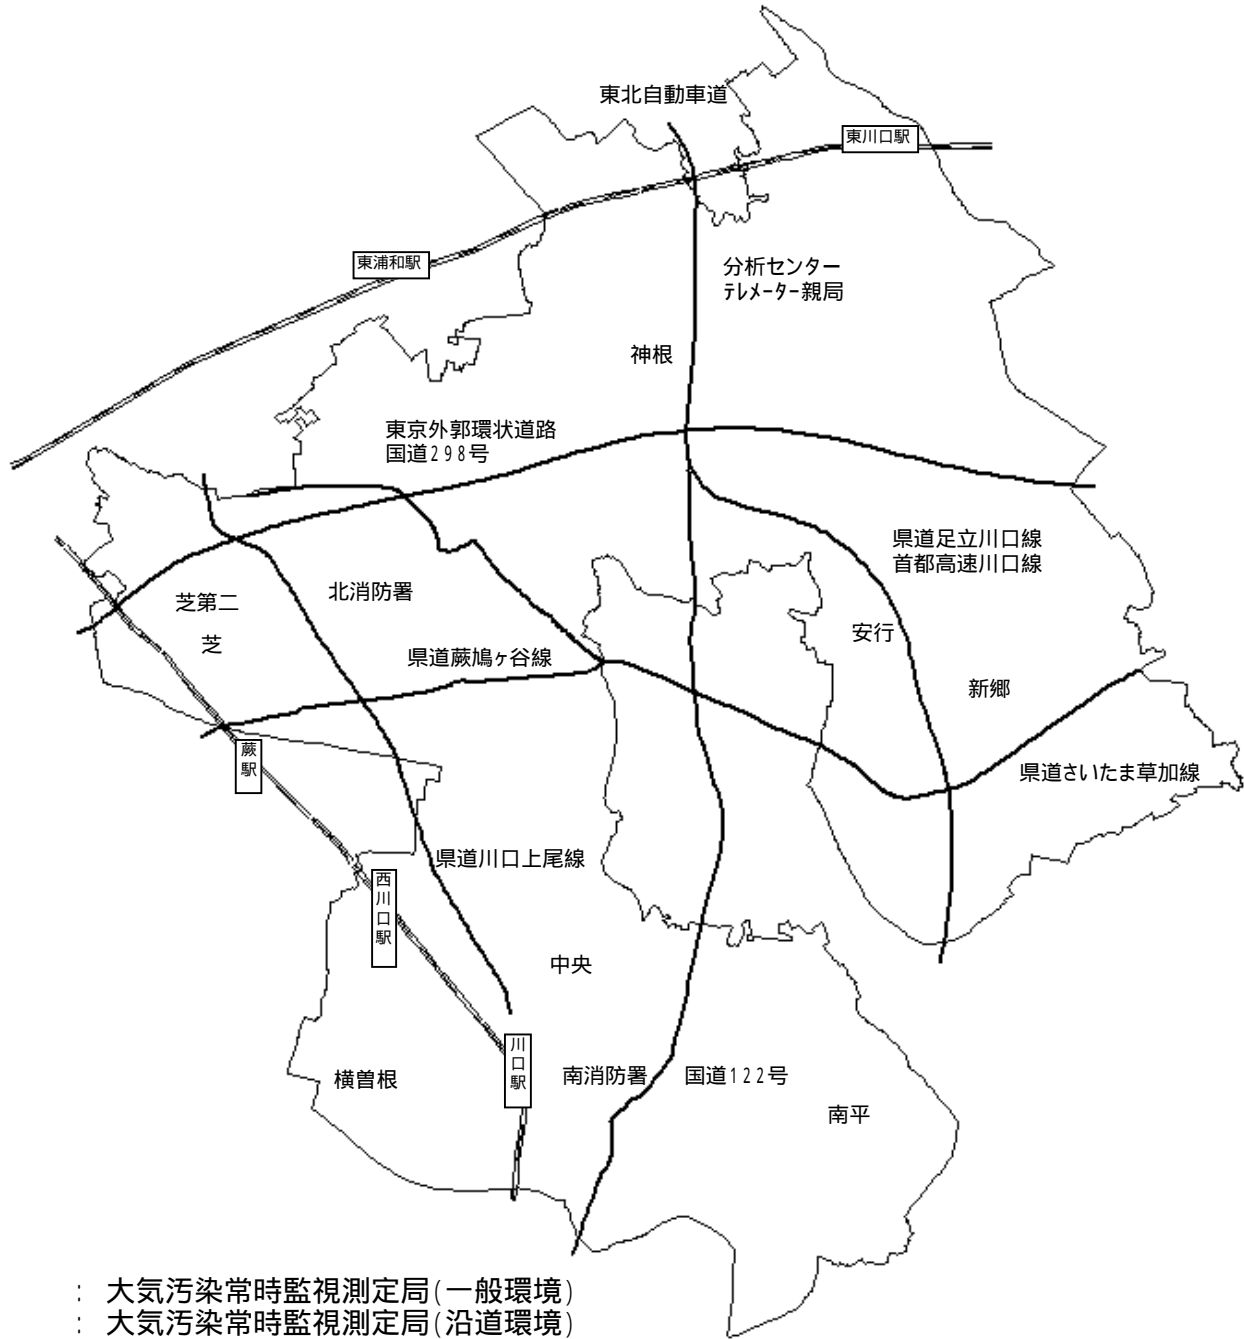 東北自動車道
東川口駅
東浦和駅
分析センター
テレメーター親局
神根
東京外郭環状道路
国道298号
県道足立川口線
首都高速川口線
芝第二
北消防署
芝
安行
県道蕨鳩ヶ谷線
新郷
蕨駅
県道さいたま草加線
県道川口上尾線
西川口駅
中央
川口駅
横曽根
南消防署
国道122号
南平
: 大気汚染常時監視測定局(一般環境)
: 大気汚染常時監視測定局(沿道環境)